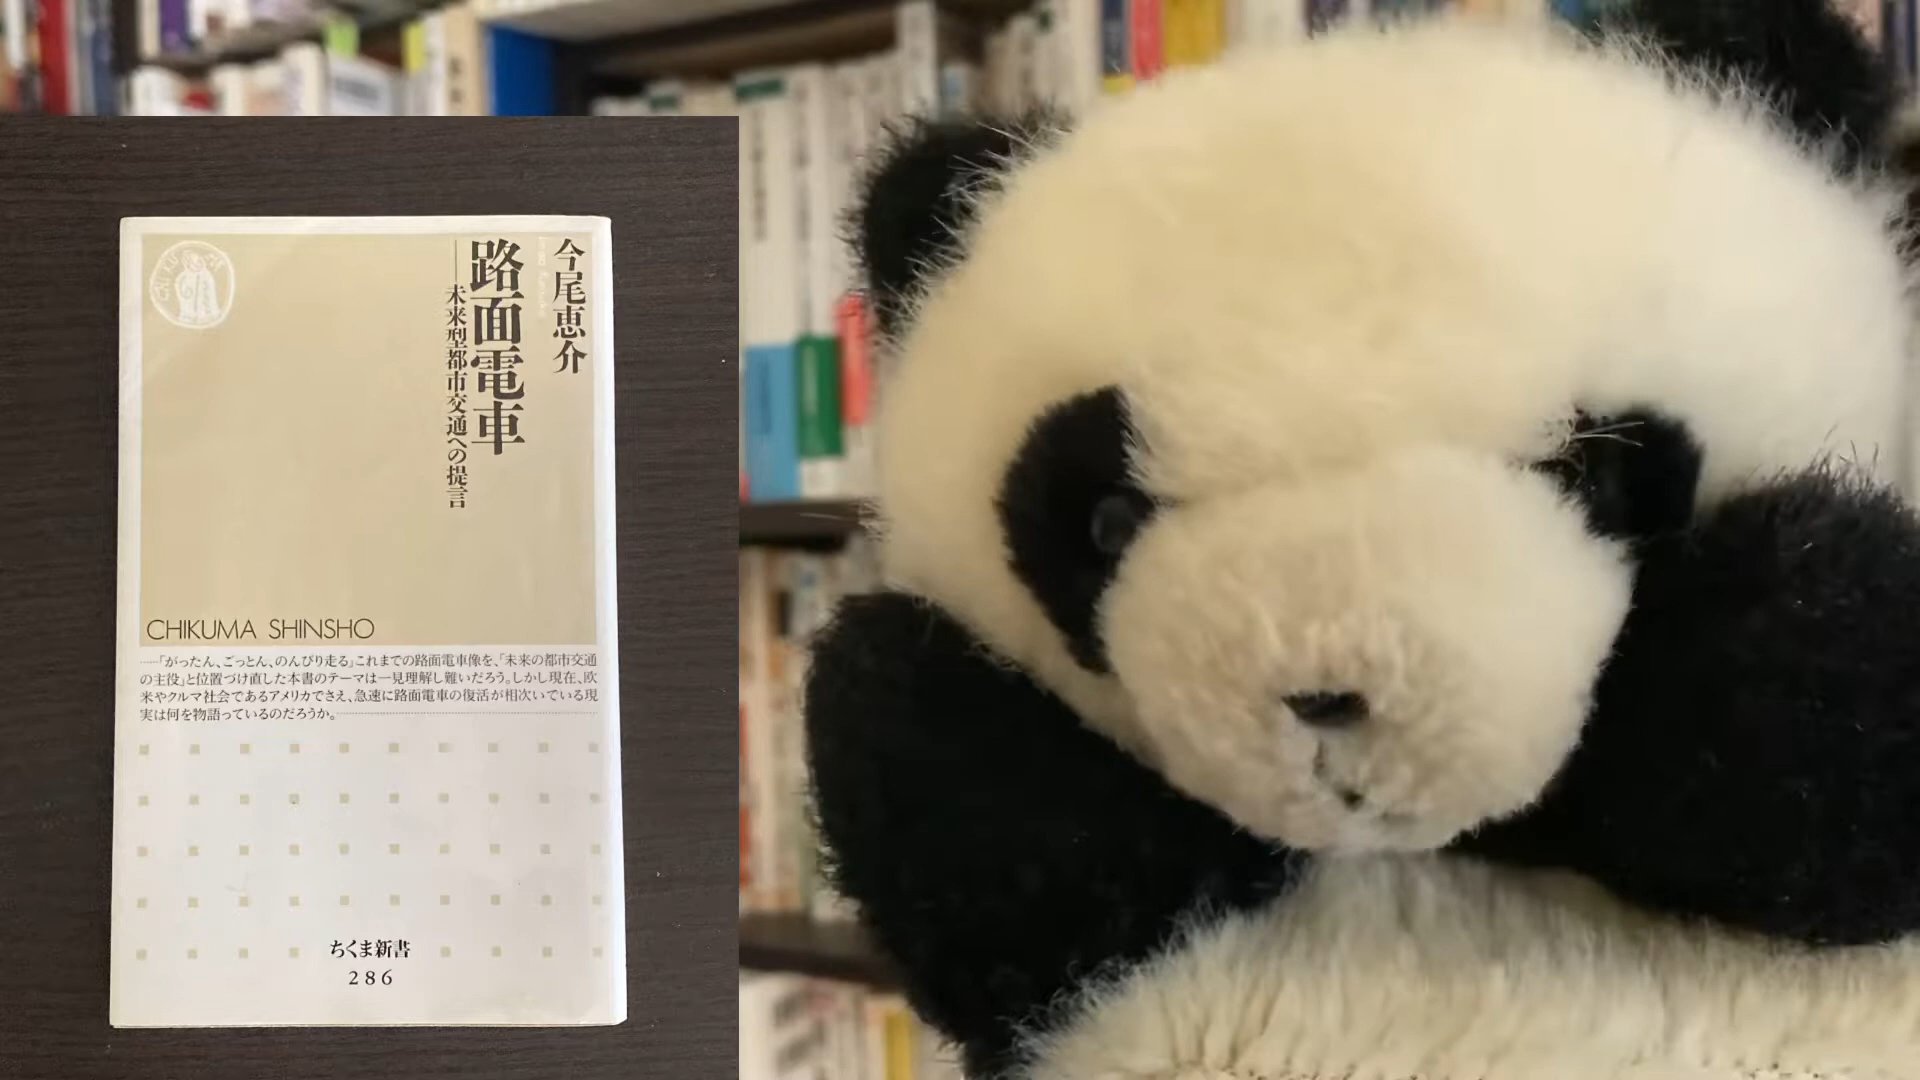 今尾恵介
路面電車
──未来型都市交通への提言
CHIKUMA SHINSHO
……「がったん、ごっとん、のんびり走る」これまでの路面電車像を、「未来の都市交通
の主役」と位置づけ直した本書のテーマは一見理解し難いだろう。しかし現在、欧
米やクルマ社会であるアメリカでさえ、急速に路面電車の復活が相次いでいる現
実は何を物語っているのだろうか。……
ちくま新書
286